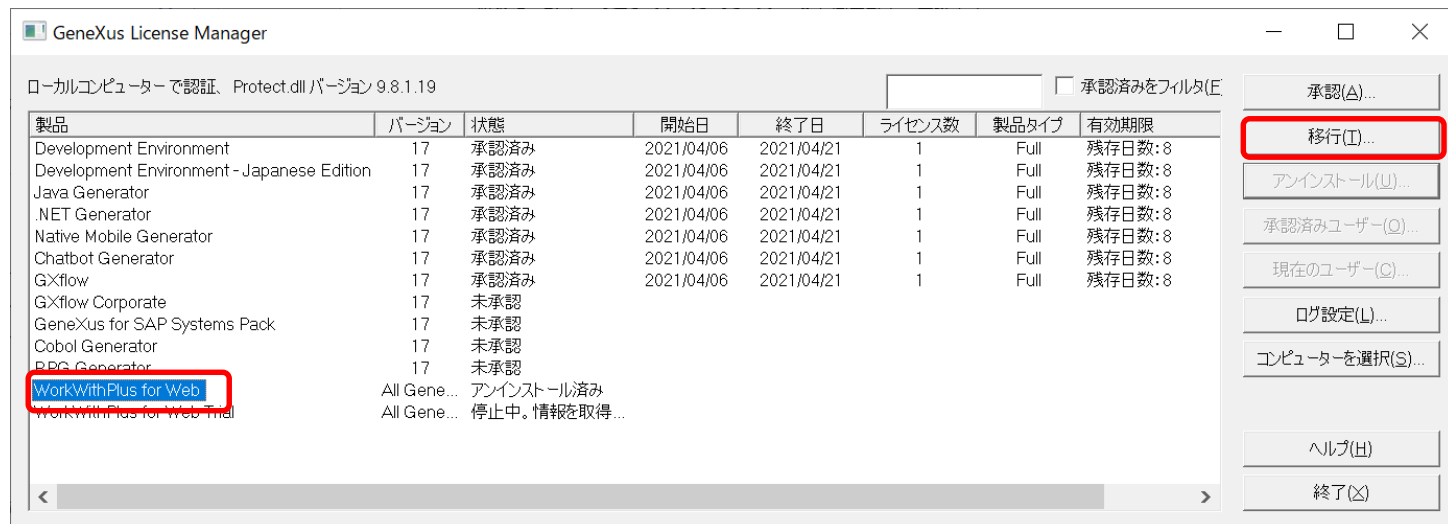 GeneXus License Manager
ローカルコンピューター で認証、Protect.dll バージョン 9.8.1.19 承認済みをフィルタ(F
製品 バージョン 状態 開始日 終了日 ライセンス数 製品タイプ 有効期限
Development Environment 17 承認済み 2021/04/06 2021/04/21 1 Full 残存日数:8
Development Environment - Japanese Edition 17 承認済み 2021/04/06 2021/04/21 1 Full 残存日数:8
Java Generator 17 承認済み 2021/04/06 2021/04/21 1 Full 残存日数:8
.NET Generator 17 承認済み 2021/04/06 2021/04/21 1 Full 残存日数:8
Native Mobile Generator 17 承認済み 2021/04/06 2021/04/21 1 Full 残存日数:8
Chatbot Generator 17 承認済み 2021/04/06 2021/04/21 1 Full 残存日数:8
GXflow 17 承認済み 2021/04/06 2021/04/21 1 Full 残存日数:8
GXflow Corporate 17 未承認
GeneXus for SAP Systems Pack 17 未承認
Cobol Generator 17 未承認
RPG Generator 17 未承認
WorkWithPlus for Web All Gene... アンインストール済み
WorkWithPlus for Web Trial All Gene... 停止中。情報を取得...
承認(A)...
移行(T)...
アンインストール(U)...
承認済みユーザー(O)...
現在のユーザー(C)...
ログ設定(L)...
コンピューターを選択(S)...
ヘルプ(H)
終了(X)